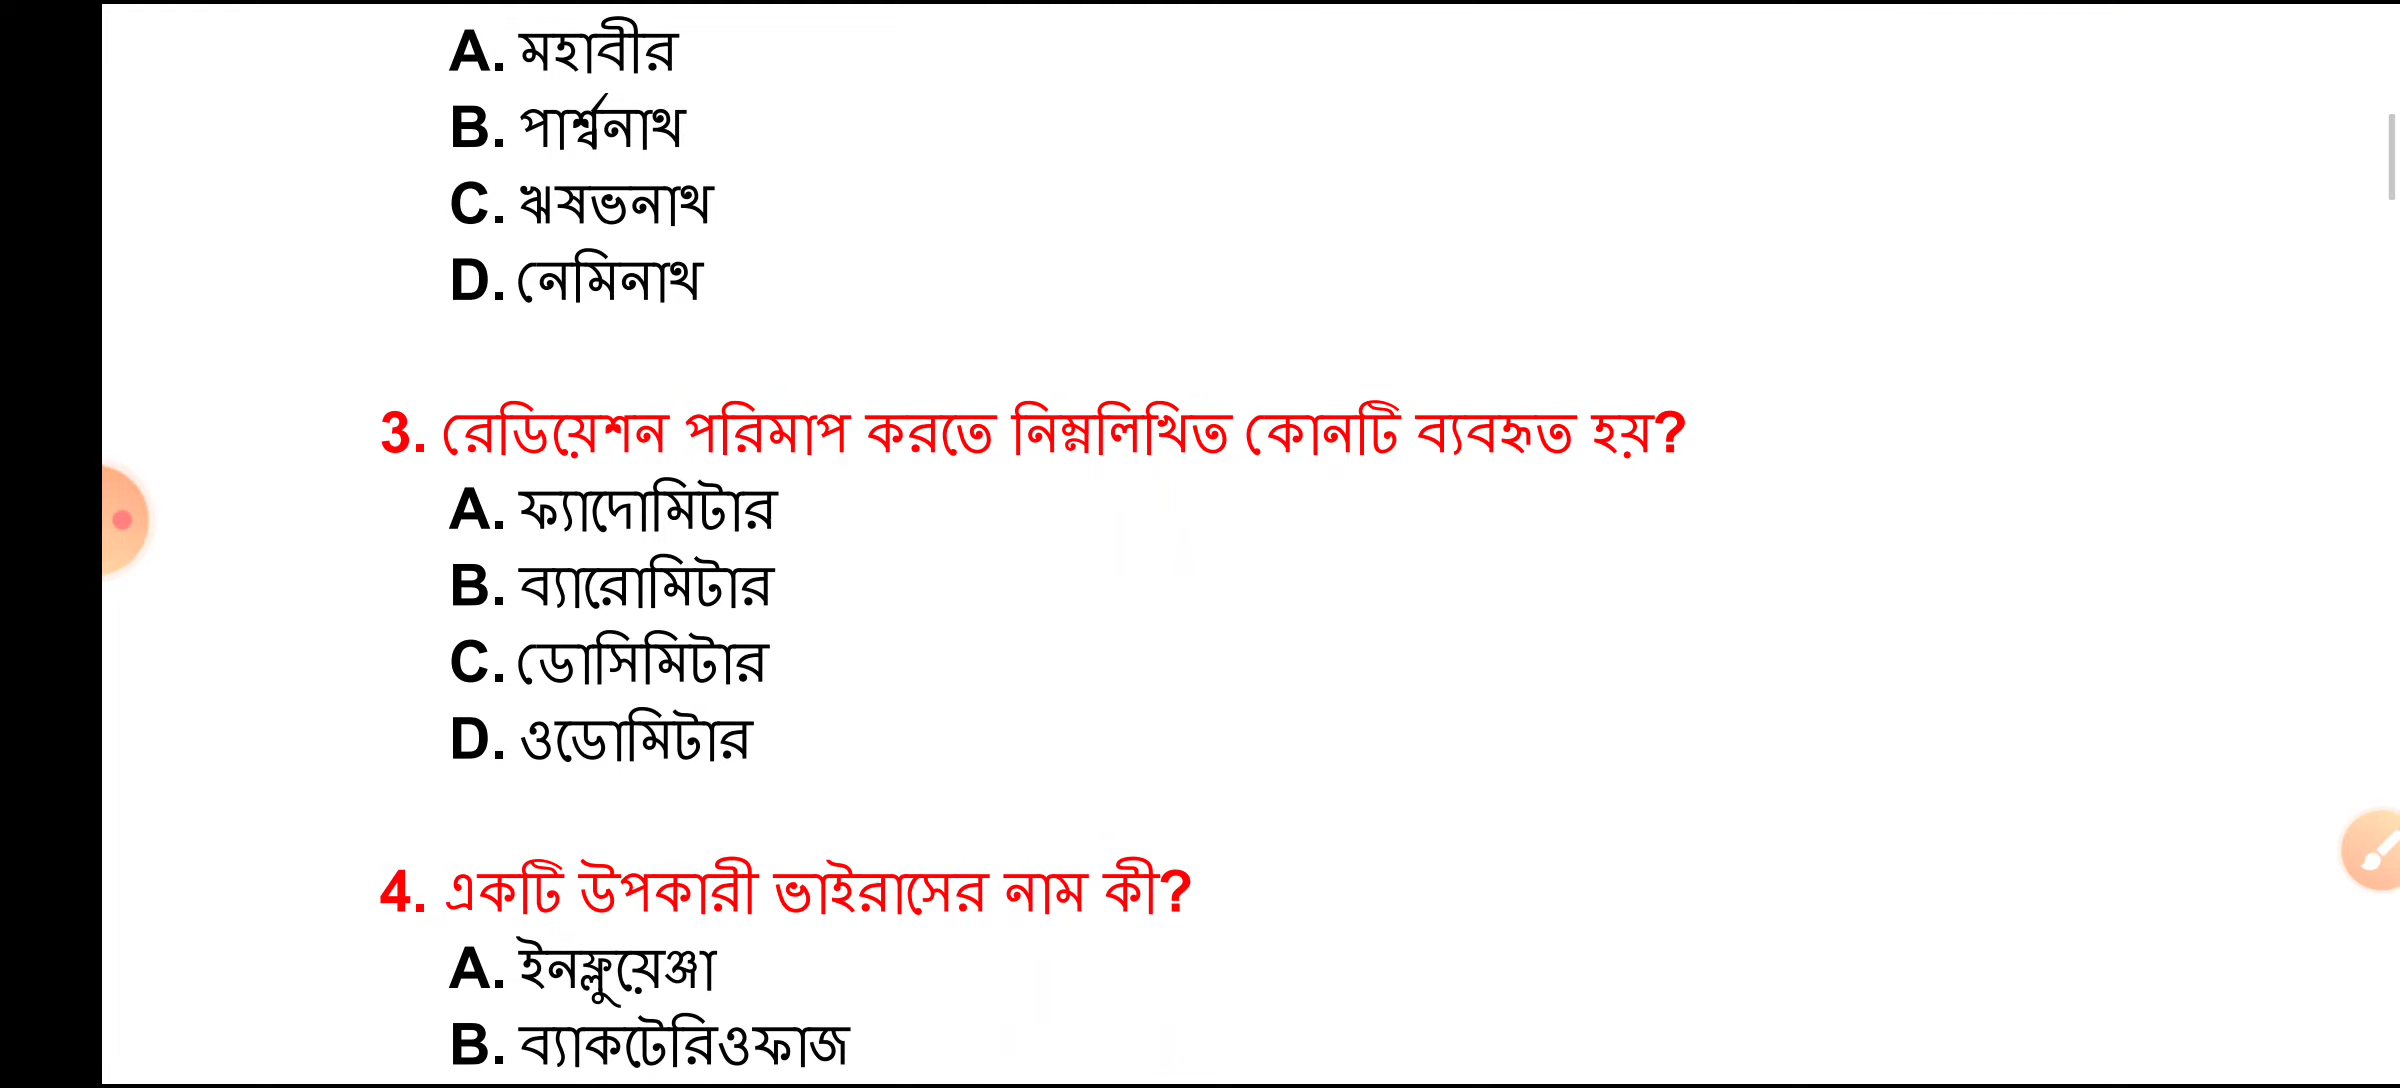 A. মহাবীর
B. পার্শ্বনাথ
C. ঋষভনাথ
D. নেমিনাথ
3. রেডিয়েশন পরিমাপ করতে নিম্নলিখিত কোনটি ব্যবহৃত হয়?
A. ফ্যাদোমিটার
B. ব্যারোমিটার
C. ডোসিমিটার
D. ওডোমিটার
4. একটি উপকারী ভাইরাসের নাম কী?
A. ইনফ্লুয়েঞ্জা
B. ব্যাকটেরিওফাজ